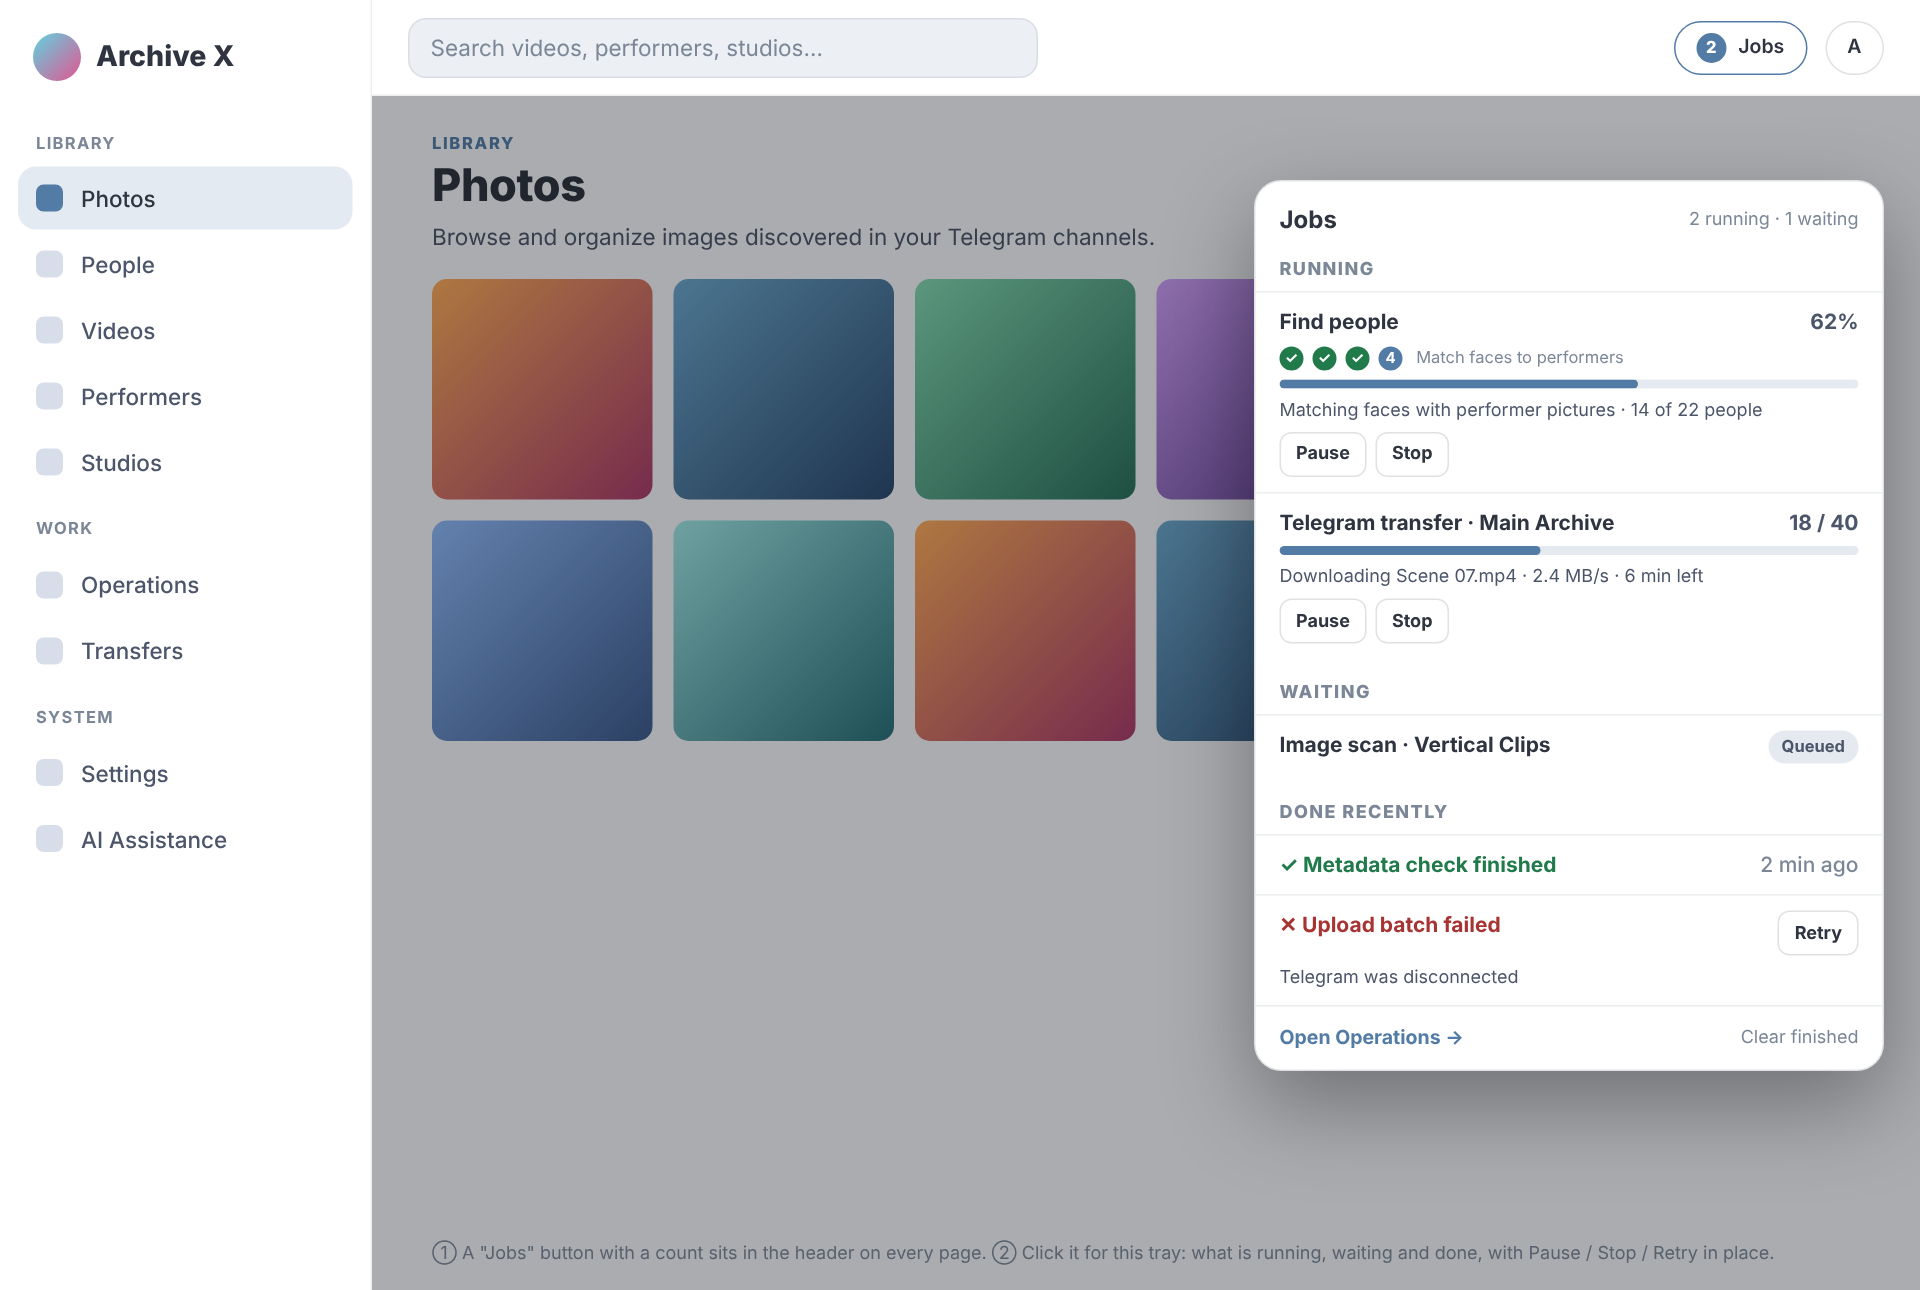 Archive X
Search videos, performers, studios...
2 Jobs
A
LIBRARY
Photos
People
Videos
Performers
Studios
WORK
Operations
Transfers
SYSTEM
Settings
AI Assistance
LIBRARY
Photos
Browse and organize images discovered in your Telegram channels.
Jobs
2 running · 1 waiting
RUNNING
Find people
62%
4 Match faces to performers
Matching faces with performer pictures · 14 of 22 people
Pause
Stop
Telegram transfer · Main Archive
18 / 40
Downloading Scene 07.mp4 · 2.4 MB/s · 6 min left
Pause
Stop
WAITING
Image scan · Vertical Clips
Queued
DONE RECENTLY
✓ Metadata check finished
2 min ago
✕ Upload batch failed
Retry
Telegram was disconnected
Open Operations →
Clear finished
① A "Jobs" button with a count sits in the header on every page. ② Click it for this tray: what is running, waiting and done, with Pause / Stop / Retry in place.